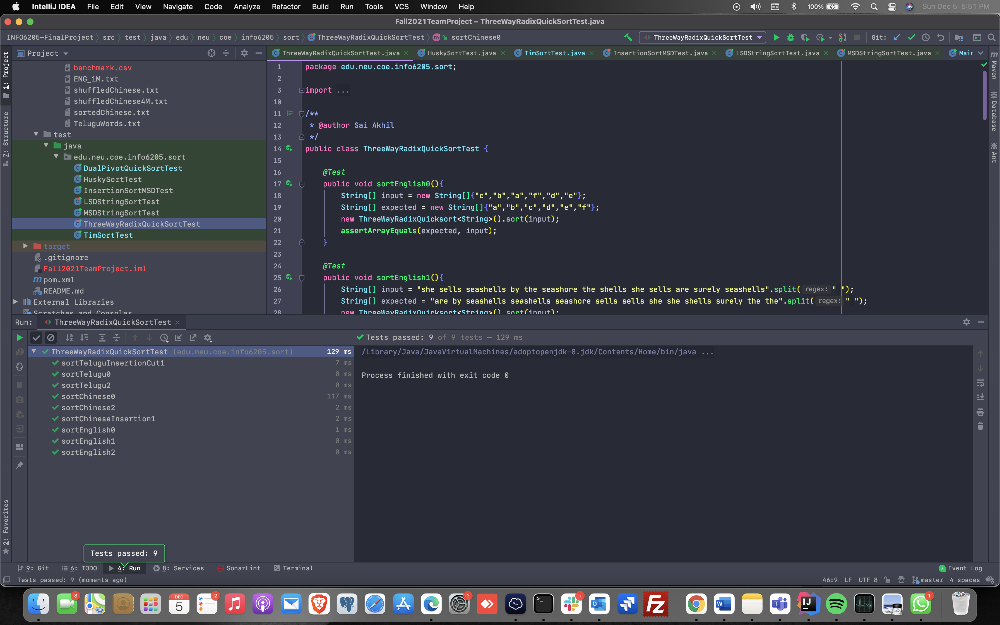 IntelliJ IDEA File Edit View Navigate Code Analyze Refactor Build Run Tools VCS Window Help 100% Sun Dec 5 5:51 PM
Fall2021TeamProject – ThreeWayRadixQuickSortTest.java
INFO6205-FinalProject src test java edu neu coe info6205 sort ThreeWayRadixQuickSortTest sortChinese0 ThreeWayRadixQuickSortTest Git:
1: Project
Z: Structure
2: Favorites
Project
benchmark.csv
ENG_1M.txt
shuffledChinese.txt
shuffledChinese4M.txt
sortedChinese.txt
TeluguWords.txt
test
java
edu.neu.coe.info6205.sort
DualPivotQuickSortTest
HuskySortTest
InsertionSortMSDTest
LSDStringSortTest
MSDStringSortTest
ThreeWayRadixQuickSortTest
TimSortTest
target
.gitignore
Fall2021TeamProject.iml
pom.xml
README.md
External Libraries
Scratches and Consoles
ThreeWayRadixQuickSortTest.java HuskySortTest.java TimSortTest.java InsertionSortMSDTest.java LSDStringSortTest.java MSDStringSortTest.java Mair
1 package edu.neu.coe.info6205.sort;
2
3 import ...
10
11 /**
12 * @author Sai Akhil
13 */
14 public class ThreeWayRadixQuickSortTest {
15
16 @Test
17 public void sortEnglish0(){
18 String[] input = new String[]{"c","b","a","f","d","e"};
19 String[] expected = new String[]{"a","b","c","d","e","f"};
20 new ThreeWayRadixQuicksort<String>().sort(input);
21 assertArrayEquals(expected, input);
22 }
23
24 @Test
25 public void sortEnglish1(){
26 String[] input = "she sells seashells by the seashore the shells she sells are surely seashells".split( regex: " ");
27 String[] expected = "are by seashells seashells seashore sells sells she she shells surely the the".split( regex: " ");
28 new ThreeWayRadixQuicksort<String>().sort(input);
Maven
Database
Ant
Run: ThreeWayRadixQuickSortTest
Tests passed: 9 of 9 tests – 129 ms
ThreeWayRadixQuickSortTest (edu.neu.coe.info6205.sort) 129 ms
sortTeluguInsertionCut1 7 ms
sortTelugu0 0 ms
sortTelugu2 0 ms
sortChinese0 117 ms
sortChinese2 2 ms
sortChineseInsertion1 2 ms
sortEnglish0 1 ms
sortEnglish1 0 ms
sortEnglish2 0 ms
/Library/Java/JavaVirtualMachines/adoptopenjdk-8.jdk/Contents/Home/bin/java ...
Process finished with exit code 0
Tests passed: 9
9: Git 6: TODO 4: Run 8: Services SonarLint Terminal 7 Event Log
Tests passed: 9 (moments ago) 46:9 LF UTF-8 master 4 spaces
8 280 DEC 5 2 1 O Fz W IJ 1